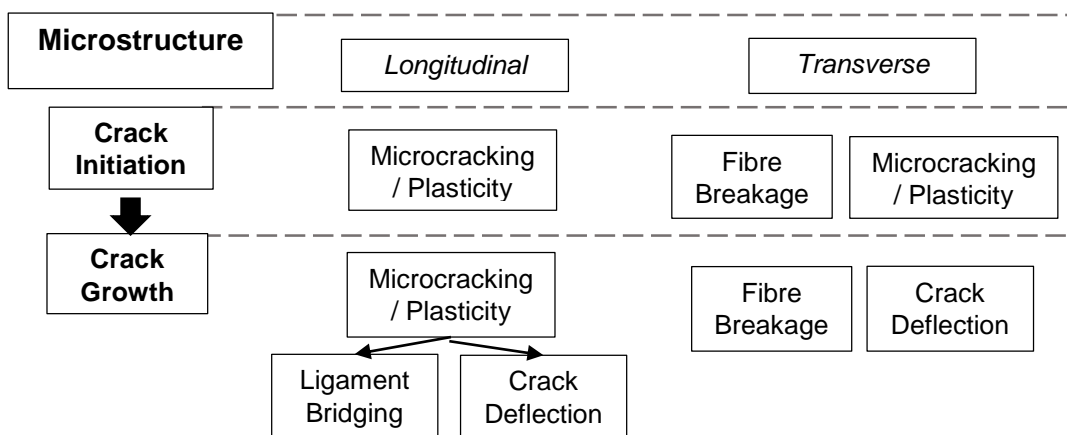 Microstructure
Longitudinal
Transverse
Crack
Initiation
Microcracking
/ Plasticity
Fibre
Breakage
Microcracking
/ Plasticity
Crack
Growth
Microcracking
/ Plasticity
Fibre
Breakage
Crack
Deflection
Ligament
Bridging
Crack
Deflection